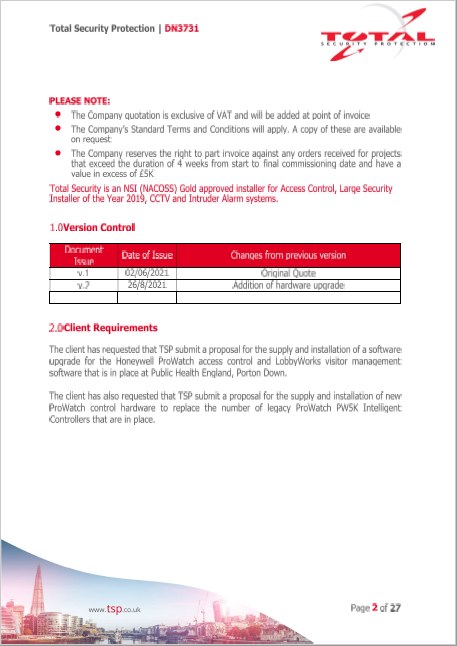 Total Security Protection | DN3731
TOTAL
SECURITY PROTECTION
PLEASE NOTE:
• The Company quotation is exclusive of VAT and will be added at point of invoice
• The Company's Standard Terms and Conditions will apply. A copy of these are available
on request
• The Company reserves the right to part invoice against any orders received for projects
that exceed the duration of 4 weeks from start to final commissioning date and have a
value in excess of £5K
Total Security is an NSI (NACOSS) Gold approved installer for Access Control, Large Security
Installer of the Year 2019, CCTV and Intruder Alarm systems.
1.0Version Control
Document
Issue
Date of Issue
Changes from previous version
v.1 02/06/2021 Original Quote
v.2 26/8/2021 Addition of hardware upgrade
2.0Client Requirements
The client has requested that TSP submit a proposal for the supply and installation of a software
upgrade for the Honeywell ProWatch access control and LobbyWorks visitor management
software that is in place at Public Health England, Porton Down.
The client has also requested that TSP submit a proposal for the supply and installation of new
ProWatch control hardware to replace the number of legacy ProWatch PW5K Intelligent
Controllers that are in place.
www.tsp.co.uk
Page 2 of 27